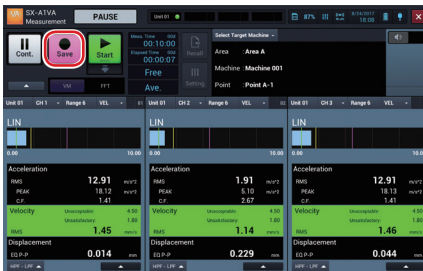 SX-A1VA
Measurement
PAUSE
Unit 01
87%
8/24/2017
18:08
Cont.
Save
Start
Meas. Time 00d
00:10:00
Elapsed Time 00d
00:00:07
Free
Ave.
Recall
Setting
Select Target Machine
Area : Area A
Machine : Machine 001
Point : Point A-1
VM
FFT
Unit 01 CH 1 Range 6 VEL 01
LIN
0.00 10.00
Acceleration
RMS 12.91 m/s^2
PEAK 18.12 m/s^2
C.F. 1.41
Velocity Unacceptable 4.50
Unsatisfactory 1.80
RMS 1.45 mm/s
Displacement
EQ P-P 0.014 mm
HPF - LPF
Unit 01 CH 2 Range 6 VEL 02
LIN
0.00 10.00
Acceleration
RMS 1.91 m/s^2
PEAK 5.10 m/s^2
C.F. 2.67
Velocity Unacceptable 4.50
Unsatisfactory 1.80
RMS 1.14 mm/s
Displacement
EQ P-P 0.229 mm
HPF - LPF
Unit 01 CH 3 Range 6 VEL
LIN
0.00 10.00
Acceleration
RMS 12.91 m/s^2
PEAK 18.13 m/s^2
C.F. 1.41
Velocity Unacceptable 4.50
Unsatisfactory 1.80
RMS 1.46 mm/s
Displacement
EQ P-P 0.044 mm
HPF - LPF